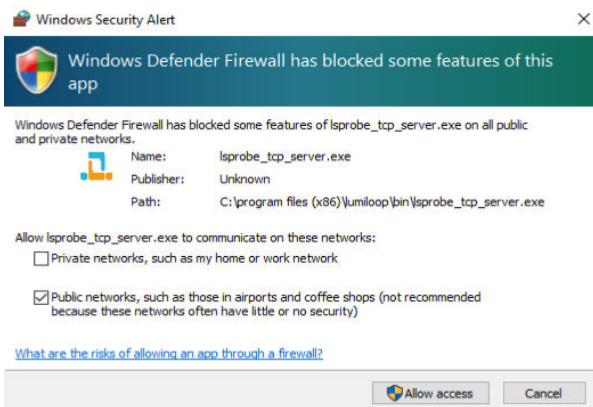 Windows Security Alert
Windows Defender Firewall has blocked some features of this
app
Windows Defender Firewall has blocked some features of lsprobe_tcp_server.exe on all public
and private networks.
Name: lsprobe_tcp_server.exe
Publisher: Unknown
Path: C:\program files (x86)\lumiloop\bin\lsprobe_tcp_server.exe
Allow lsprobe_tcp_server.exe to communicate on these networks:
Private networks, such as my home or work network
Public networks, such as those in airports and coffee shops (not recommended
because these networks often have little or no security)
What are the risks of allowing an app through a firewall?
Allow access Cancel